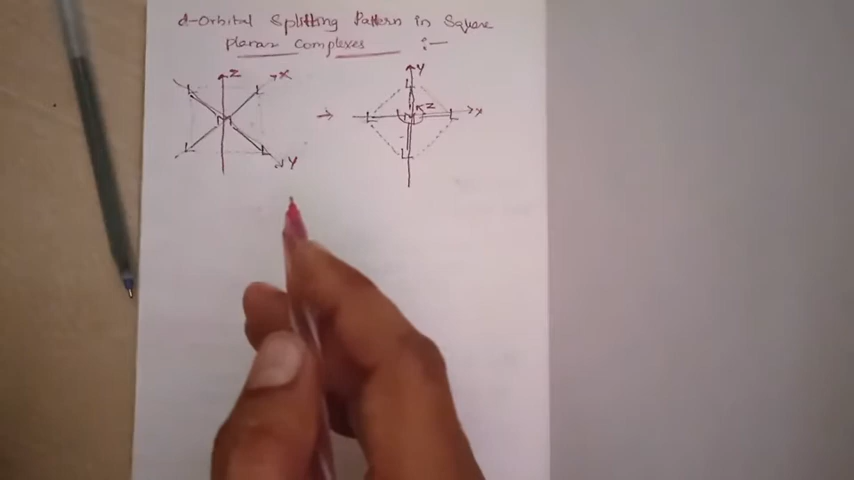 d-Orbital Splitting Pattern in Square
Planar Complexes :-
Z
X
L L
M
L L
Y
→
Y
L
Z
L M L X
L